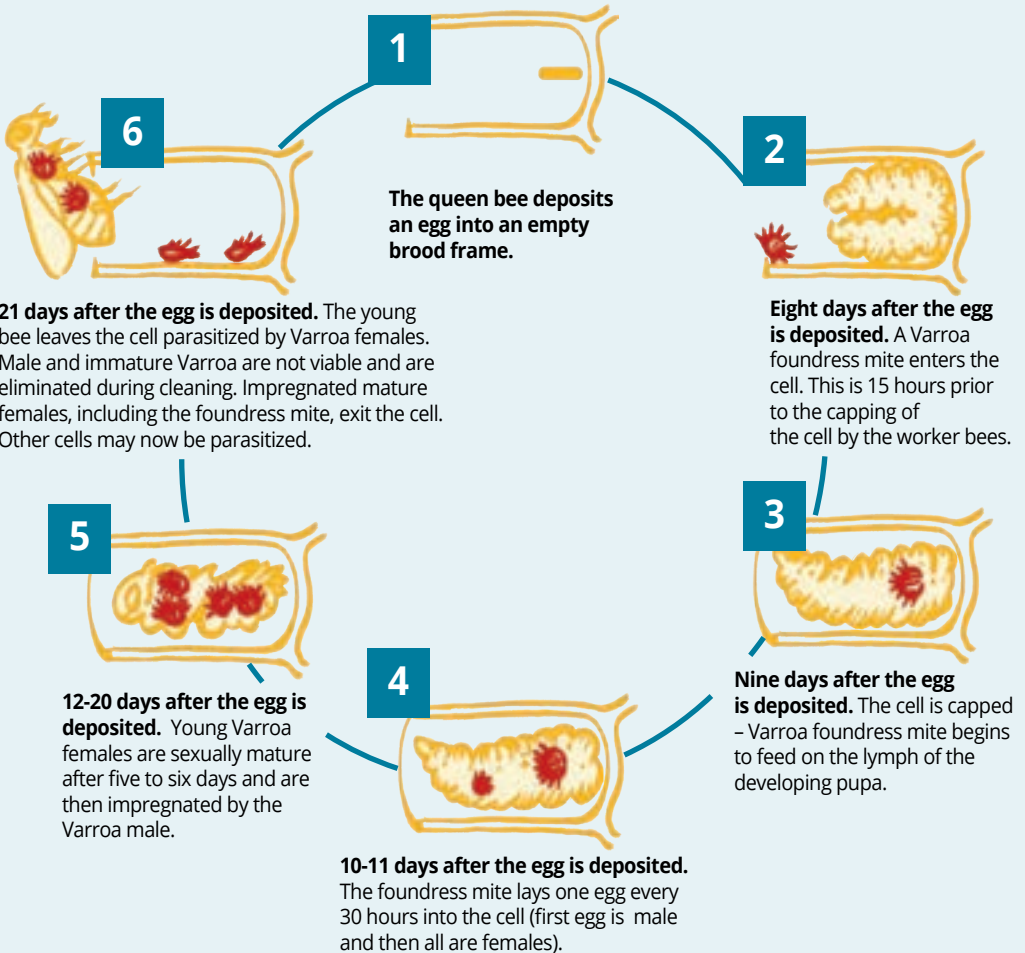 1
The queen bee deposits
an egg into an empty
brood frame.
2
Eight days after the egg
is deposited. A Varroa
foundress mite enters the
cell. This is 15 hours prior
to the capping of
the cell by the worker bees.
3
Nine days after the egg
is deposited. The cell is capped
– Varroa foundress mite begins
to feed on the lymph of the
developing pupa.
4
10-11 days after the egg is deposited.
The foundress mite lays one egg every
30 hours into the cell (first egg is male
and then all are females).
5
12-20 days after the egg is
deposited. Young Varroa
females are sexually mature
after five to six days and are
then impregnated by the
Varroa male.
6
21 days after the egg is deposited. The young
bee leaves the cell parasitized by Varroa females.
Male and immature Varroa are not viable and are
eliminated during cleaning. Impregnated mature
females, including the foundress mite, exit the cell.
Other cells may now be parasitized.